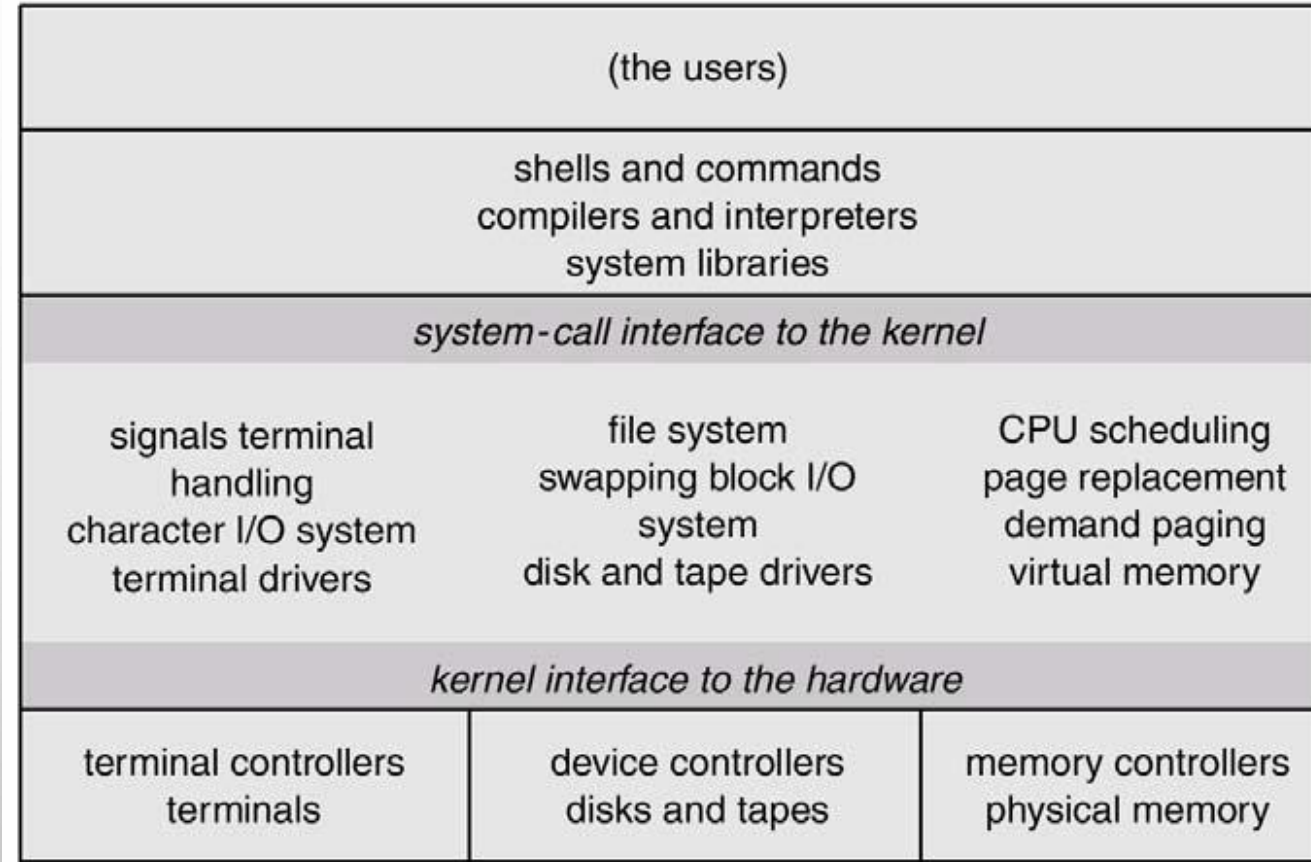 (the users)
shells and commands
compilers and interpreters
system libraries
system-call interface to the kernel
signals terminal
handling
character I/O system
terminal drivers
file system
swapping block I/O
system
disk and tape drivers
CPU scheduling
page replacement
demand paging
virtual memory
kernel interface to the hardware
terminal controllers
terminals
device controllers
disks and tapes
memory controllers
physical memory